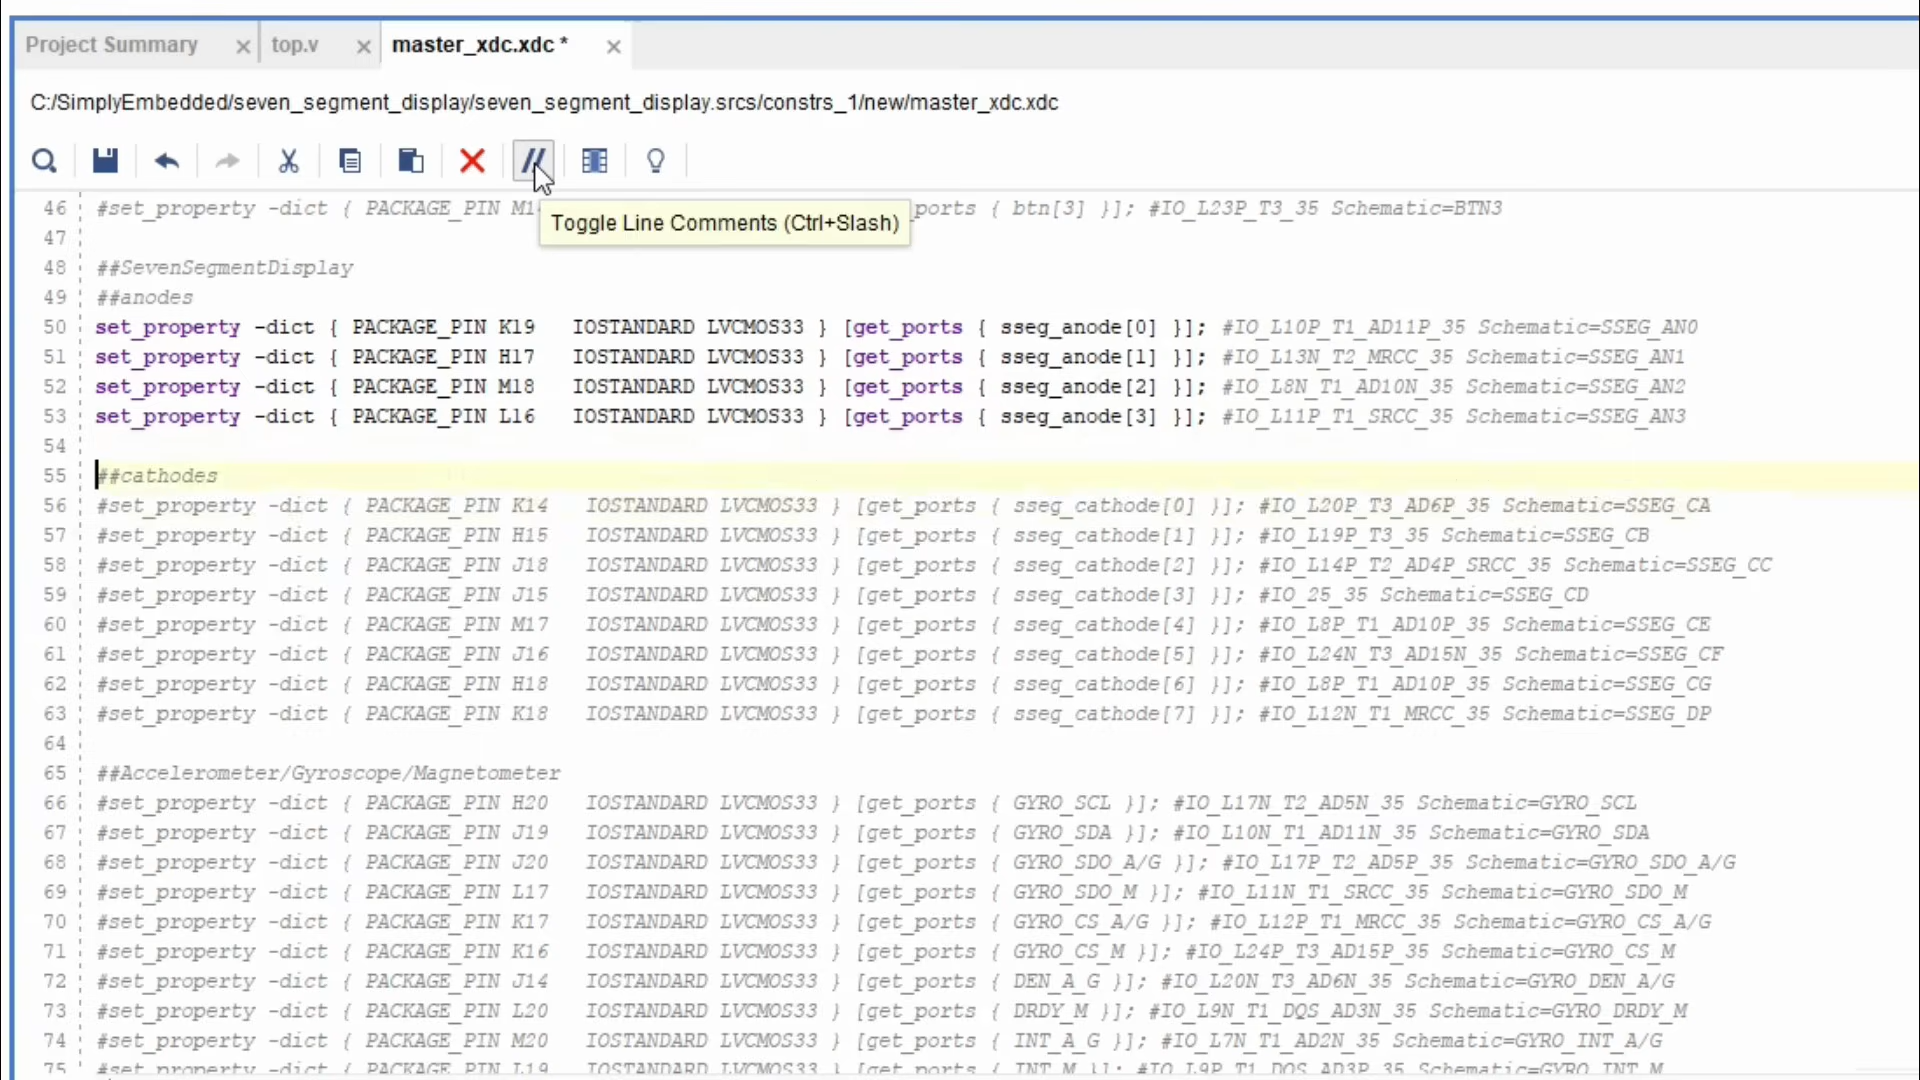 Project Summary × top.v × master_xdc.xdc * ×
C:/SimplyEmbedded/seven_segment_display/seven_segment_display.srcs/constrs_1/new/master_xdc.xdc
//
46 #set_property -dict { PACKAGE_PIN ports { btn[3] }]; #IO_L23P_T3_35 Schematic=BTN3
Toggle Line Comments (Ctrl+Slash)
47
48 ##SevenSegmentDisplay
49 ##anodes
50 set_property -dict { PACKAGE_PIN K19 IOSTANDARD LVCMOS33 } [get_ports { sseg_anode[0] }]; #IO_L10P_T1_AD11P_35 Schematic=SSEG_AN0
51 set_property -dict { PACKAGE_PIN H17 IOSTANDARD LVCMOS33 } [get_ports { sseg_anode[1] }]; #IO_L13N_T2_MRCC_35 Schematic=SSEG_AN1
52 set_property -dict { PACKAGE_PIN M18 IOSTANDARD LVCMOS33 } [get_ports { sseg_anode[2] }]; #IO_L8N_T1_AD10N_35 Schematic=SSEG_AN2
53 set_property -dict { PACKAGE_PIN L16 IOSTANDARD LVCMOS33 } [get_ports { sseg_anode[3] }]; #IO_L11P_T1_SRCC_35 Schematic=SSEG_AN3
54
55 ##cathodes
56 #set_property -dict { PACKAGE_PIN K14 IOSTANDARD LVCMOS33 } [get_ports { sseg_cathode[0] }]; #IO_L20P_T3_AD6P_35 Schematic=SSEG_CA
57 #set_property -dict { PACKAGE_PIN H15 IOSTANDARD LVCMOS33 } [get_ports { sseg_cathode[1] }]; #IO_L19P_T3_35 Schematic=SSEG_CB
58 #set_property -dict { PACKAGE_PIN J18 IOSTANDARD LVCMOS33 } [get_ports { sseg_cathode[2] }]; #IO_L14P_T2_AD4P_SRCC_35 Schematic=SSEG_CC
59 #set_property -dict { PACKAGE_PIN J15 IOSTANDARD LVCMOS33 } [get_ports { sseg_cathode[3] }]; #IO_25_35 Schematic=SSEG_CD
60 #set_property -dict { PACKAGE_PIN M17 IOSTANDARD LVCMOS33 } [get_ports { sseg_cathode[4] }]; #IO_L8P_T1_AD10P_35 Schematic=SSEG_CE
61 #set_property -dict { PACKAGE_PIN J16 IOSTANDARD LVCMOS33 } [get_ports { sseg_cathode[5] }]; #IO_L24N_T3_AD15N_35 Schematic=SSEG_CF
62 #set_property -dict { PACKAGE_PIN H18 IOSTANDARD LVCMOS33 } [get_ports { sseg_cathode[6] }]; #IO_L8P_T1_AD10P_35 Schematic=SSEG_CG
63 #set_property -dict { PACKAGE_PIN K18 IOSTANDARD LVCMOS33 } [get_ports { sseg_cathode[7] }]; #IO_L12N_T1_MRCC_35 Schematic=SSEG_DP
64
65 ##Accelerometer/Gyroscope/Magnetometer
66 #set_property -dict { PACKAGE_PIN H20 IOSTANDARD LVCMOS33 } [get_ports { GYRO_SCL }]; #IO_L17N_T2_AD5N_35 Schematic=GYRO_SCL
67 #set_property -dict { PACKAGE_PIN J19 IOSTANDARD LVCMOS33 } [get_ports { GYRO_SDA }]; #IO_L10N_T1_AD11N_35 Schematic=GYRO_SDA
68 #set_property -dict { PACKAGE_PIN J20 IOSTANDARD LVCMOS33 } [get_ports { GYRO_SDO_A/G }]; #IO_L17P_T2_AD5P_35 Schematic=GYRO_SDO_A/G
69 #set_property -dict { PACKAGE_PIN L17 IOSTANDARD LVCMOS33 } [get_ports { GYRO_SDO_M }]; #IO_L11N_T1_SRCC_35 Schematic=GYRO_SDO_M
70 #set_property -dict { PACKAGE_PIN K17 IOSTANDARD LVCMOS33 } [get_ports { GYRO_CS_A/G }]; #IO_L12P_T1_MRCC_35 Schematic=GYRO_CS_A/G
71 #set_property -dict { PACKAGE_PIN K16 IOSTANDARD LVCMOS33 } [get_ports { GYRO_CS_M }]; #IO_L24P_T3_AD15P_35 Schematic=GYRO_CS_M
72 #set_property -dict { PACKAGE_PIN J14 IOSTANDARD LVCMOS33 } [get_ports { DEN_A_G }]; #IO_L20N_T3_AD6N_35 Schematic=GYRO_DEN_A/G
73 #set_property -dict { PACKAGE_PIN L20 IOSTANDARD LVCMOS33 } [get_ports { DRDY_M }]; #IO_L9N_T1_DQS_AD3N_35 Schematic=GYRO_DRDY_M
74 #set_property -dict { PACKAGE_PIN M20 IOSTANDARD LVCMOS33 } [get_ports { INT_A_G }]; #IO_L7N_T1_AD2N_35 Schematic=GYRO_INT_A/G
75 #set_property -dict { PACKAGE_PIN L19 IOSTANDARD LVCMOS33 } [get_ports { INT_M }]; #IO_L9P_T1_DQS_AD3P_35 Schematic=GYRO_INT_M